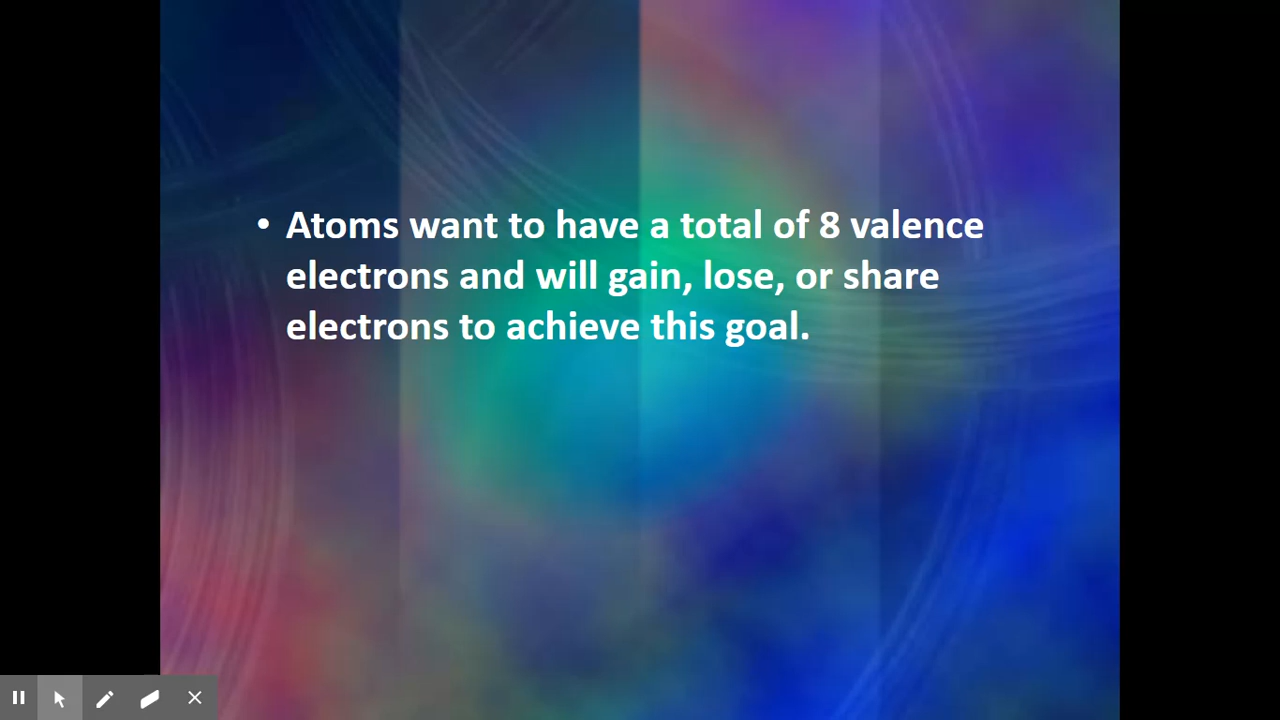 • Atoms want to have a total of 8 valence
electrons and will gain, lose, or share
electrons to achieve this goal.